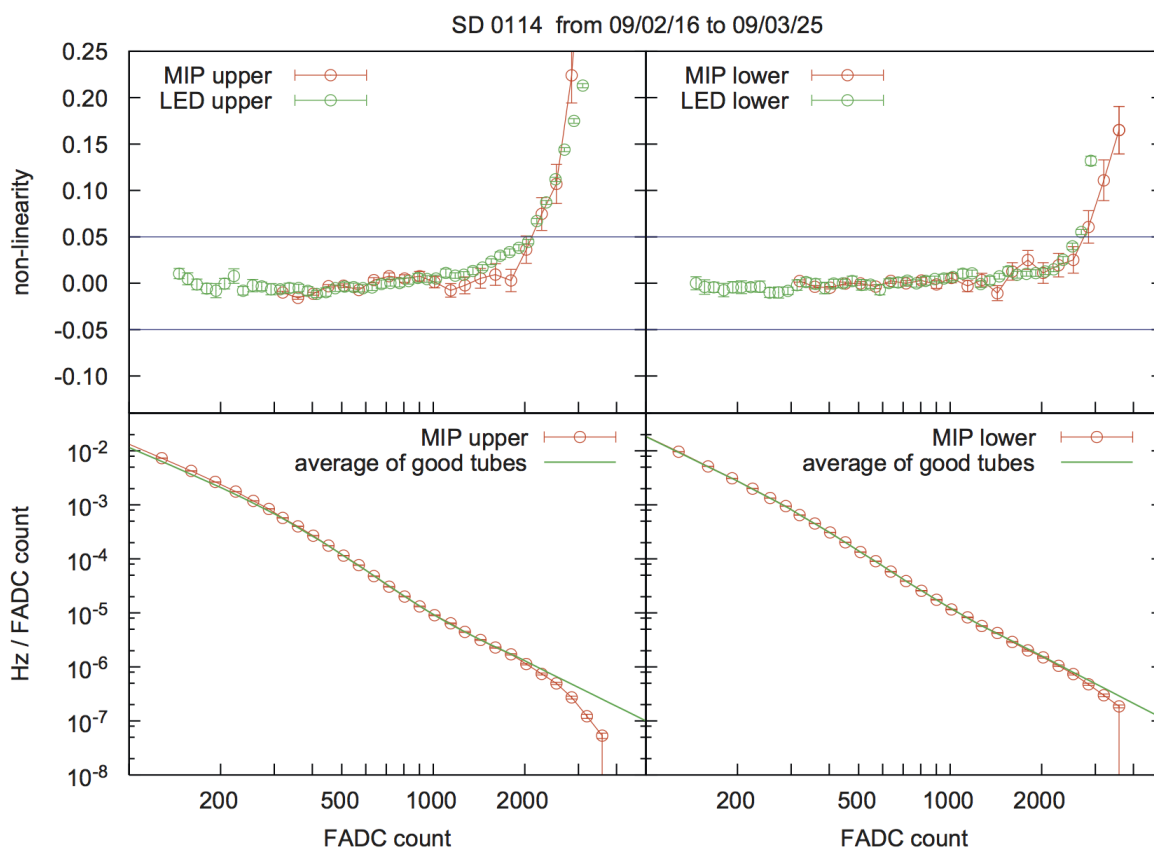 SD 0114 from 09/02/16 to 09/03/25
non-linearity
0.25
0.20
0.15
0.10
0.05
0.00
-0.05
-0.10
MIP upper
LED upper
MIP lower
LED lower
Hz / FADC count
10-2
10-3
10-4
10-5
10-6
10-7
10-8
MIP upper
average of good tubes
MIP lower
average of good tubes
200 500 1000 2000
200 500 1000 2000
FADC count
FADC count